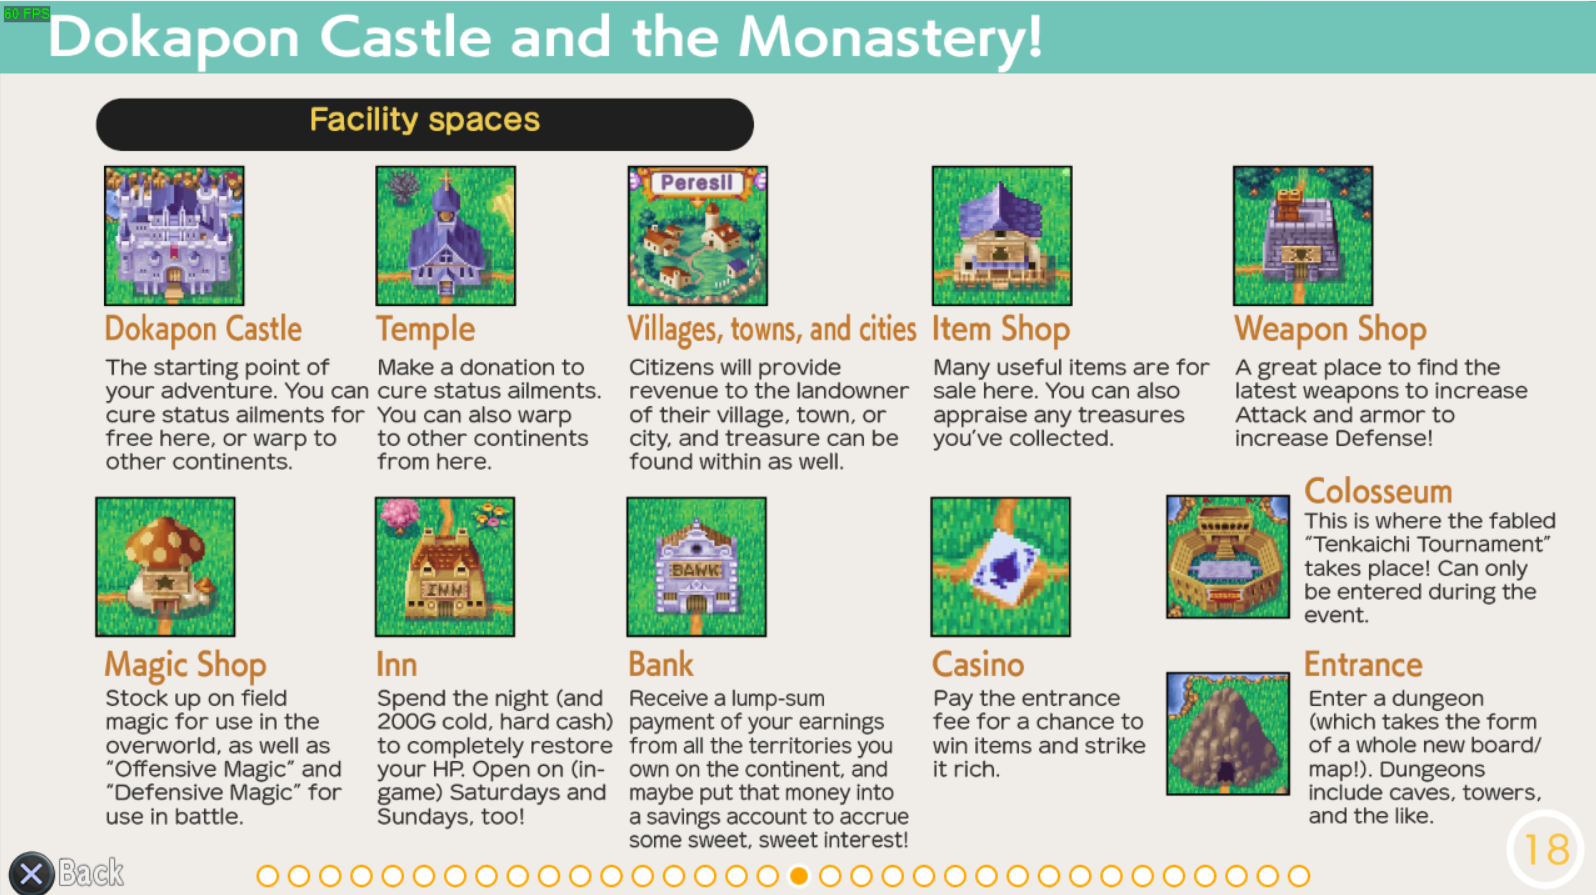 60 FPS
Dokapon Castle and the Monastery!
Facility spaces
Dokapon Castle
The starting point of
your adventure. You can
cure status ailments for
free here, or warp to
other continents.
Temple
Make a donation to
cure status ailments.
You can also warp
to other continents
from here.
Peresii
Villages, towns, and cities
Citizens will provide
revenue to the landowner
of their village, town, or
city, and treasure can be
found within as well.
Item Shop
Many useful items are for
sale here. You can also
appraise any treasures
you've collected.
Weapon Shop
A great place to find the
latest weapons to increase
Attack and armor to
increase Defense!
Magic Shop
Stock up on field
magic for use in the
overworld, as well as
"Offensive Magic" and
"Defensive Magic" for
use in battle.
INN
Inn
Spend the night (and
200G cold, hard cash)
to completely restore
your HP. Open on (in-
game) Saturdays and
Sundays, too!
BANK
Bank
Receive a lump-sum
payment of your earnings
from all the territories you
own on the continent, and
maybe put that money into
a savings account to accrue
some sweet, sweet interest!
Casino
Pay the entrance
fee for a chance to
win items and strike
it rich.
Colosseum
This is where the fabled
"Tenkaichi Tournament"
takes place! Can only
be entered during the
event.
Entrance
Enter a dungeon
(which takes the form
of a whole new board/
map!). Dungeons
include caves, towers,
and the like.
Back
18